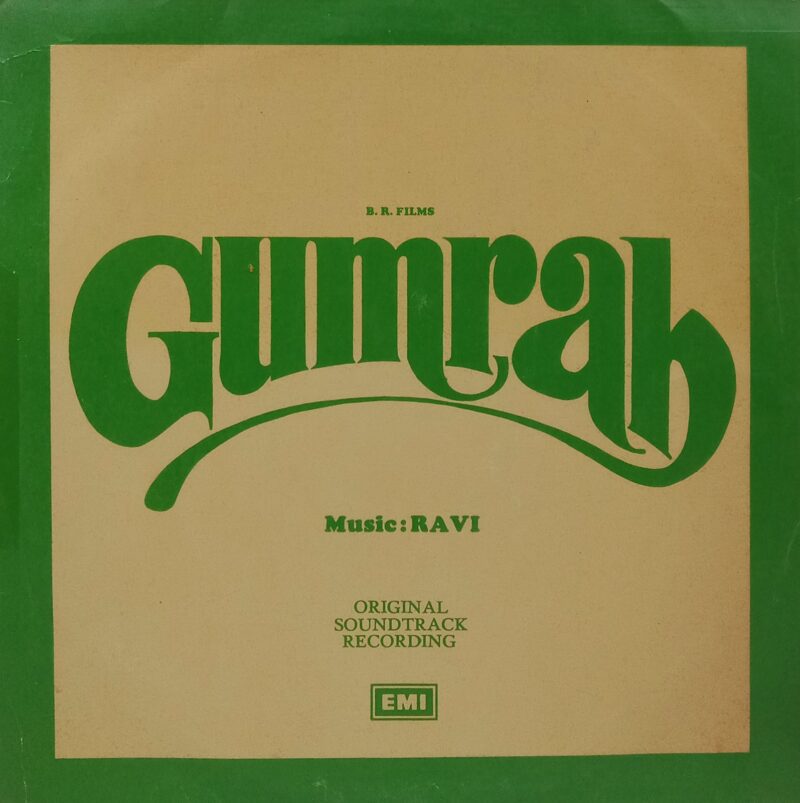 B. R. FILMS
Gumrah
Music: RAVI
ORIGINAL
SOUNDTRACK
RECORDING
EMI